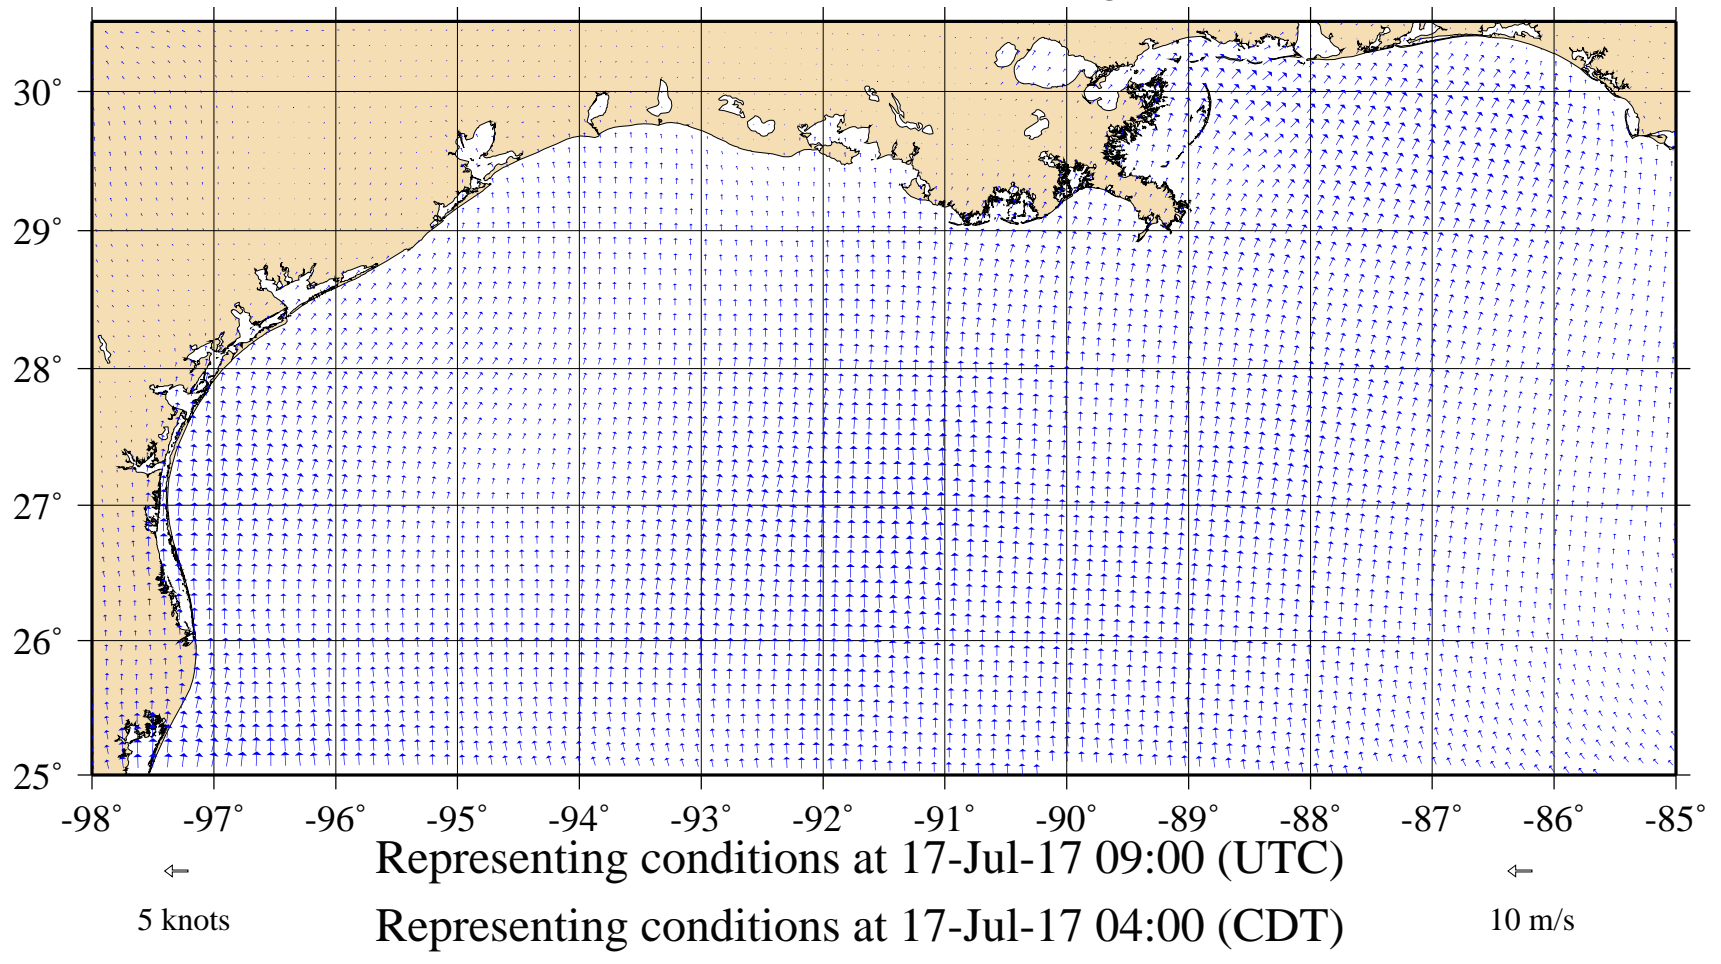 30°
29°
28°
27°
26°
25°
-98° -97° -96° -95° -94° -93° -92° -91° -90° -89° -88° -87° -86° -85°
Representing conditions at 17-Jul-17 09:00 (UTC)
5 knots
Representing conditions at 17-Jul-17 04:00 (CDT)
10 m/s